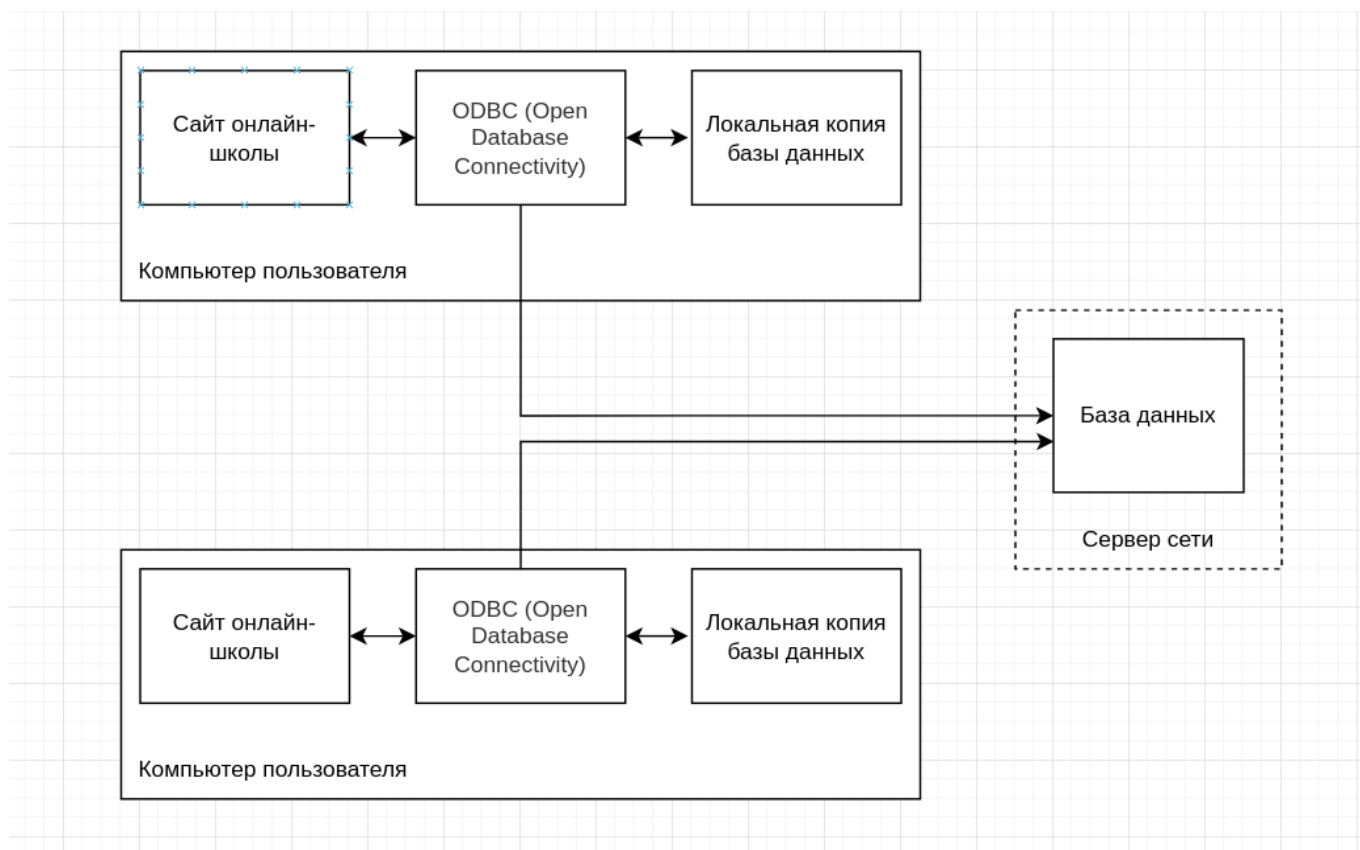 Сайт онлайн-
школы
ODBC (Open
Database
Connectivity)
Локальная копия
базы данных
Компьютер пользователя
База данных
Сервер сети
Сайт онлайн-
школы
ODBC (Open
Database
Connectivity)
Локальная копия
базы данных
Компьютер пользователя